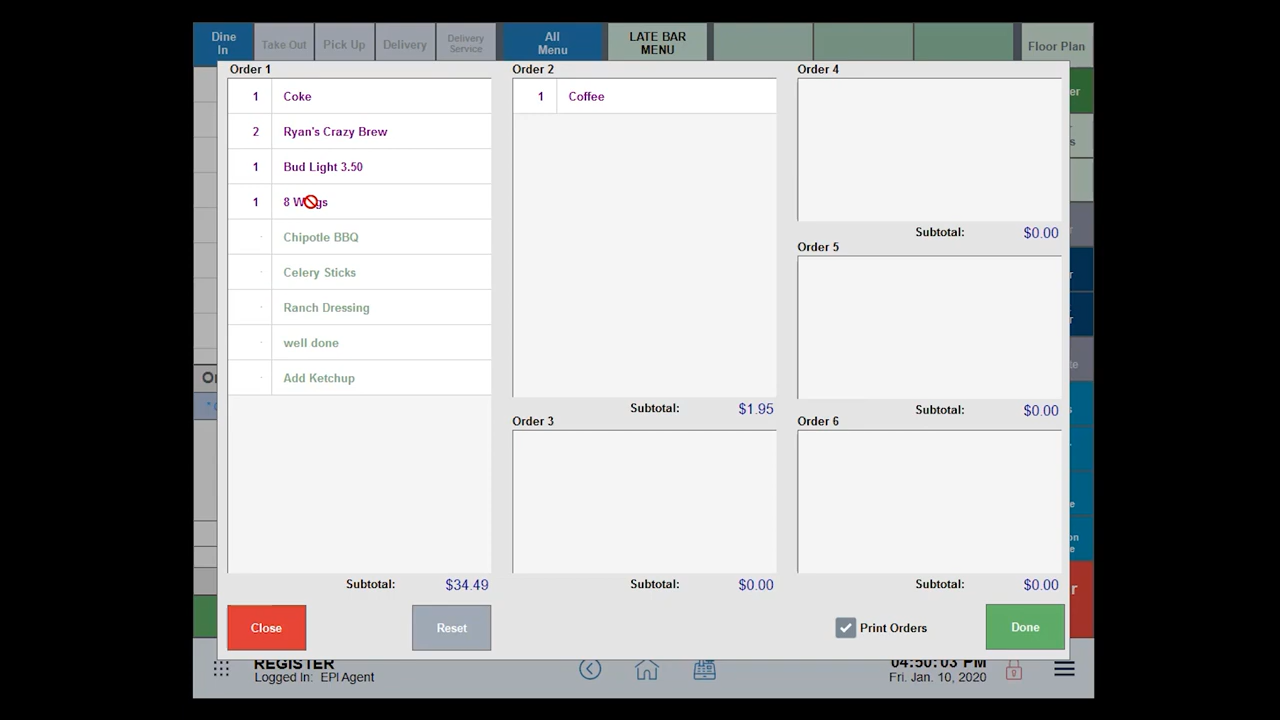 Dine
In
Take Out
Pick Up
Delivery
Delivery
Service
All
Menu
LATE BAR
MENU
Floor Plan
Order 1
1 Coke
2 Ryan's Crazy Brew
1 Bud Light 3.50
1 8 W gs
Chipotle BBQ
Celery Sticks
Ranch Dressing
well done
Add Ketchup
Subtotal: $34.49
Order 2
1 Coffee
Subtotal: $1.95
Order 3
Subtotal: $0.00
Order 4
Subtotal: $0.00
Order 5
Subtotal: $0.00
Order 6
Subtotal: $0.00
Close
Reset
Print Orders
Done
REGISTER
Logged In: EPI Agent
04:50:03 PM
Fri. Jan. 10, 2020